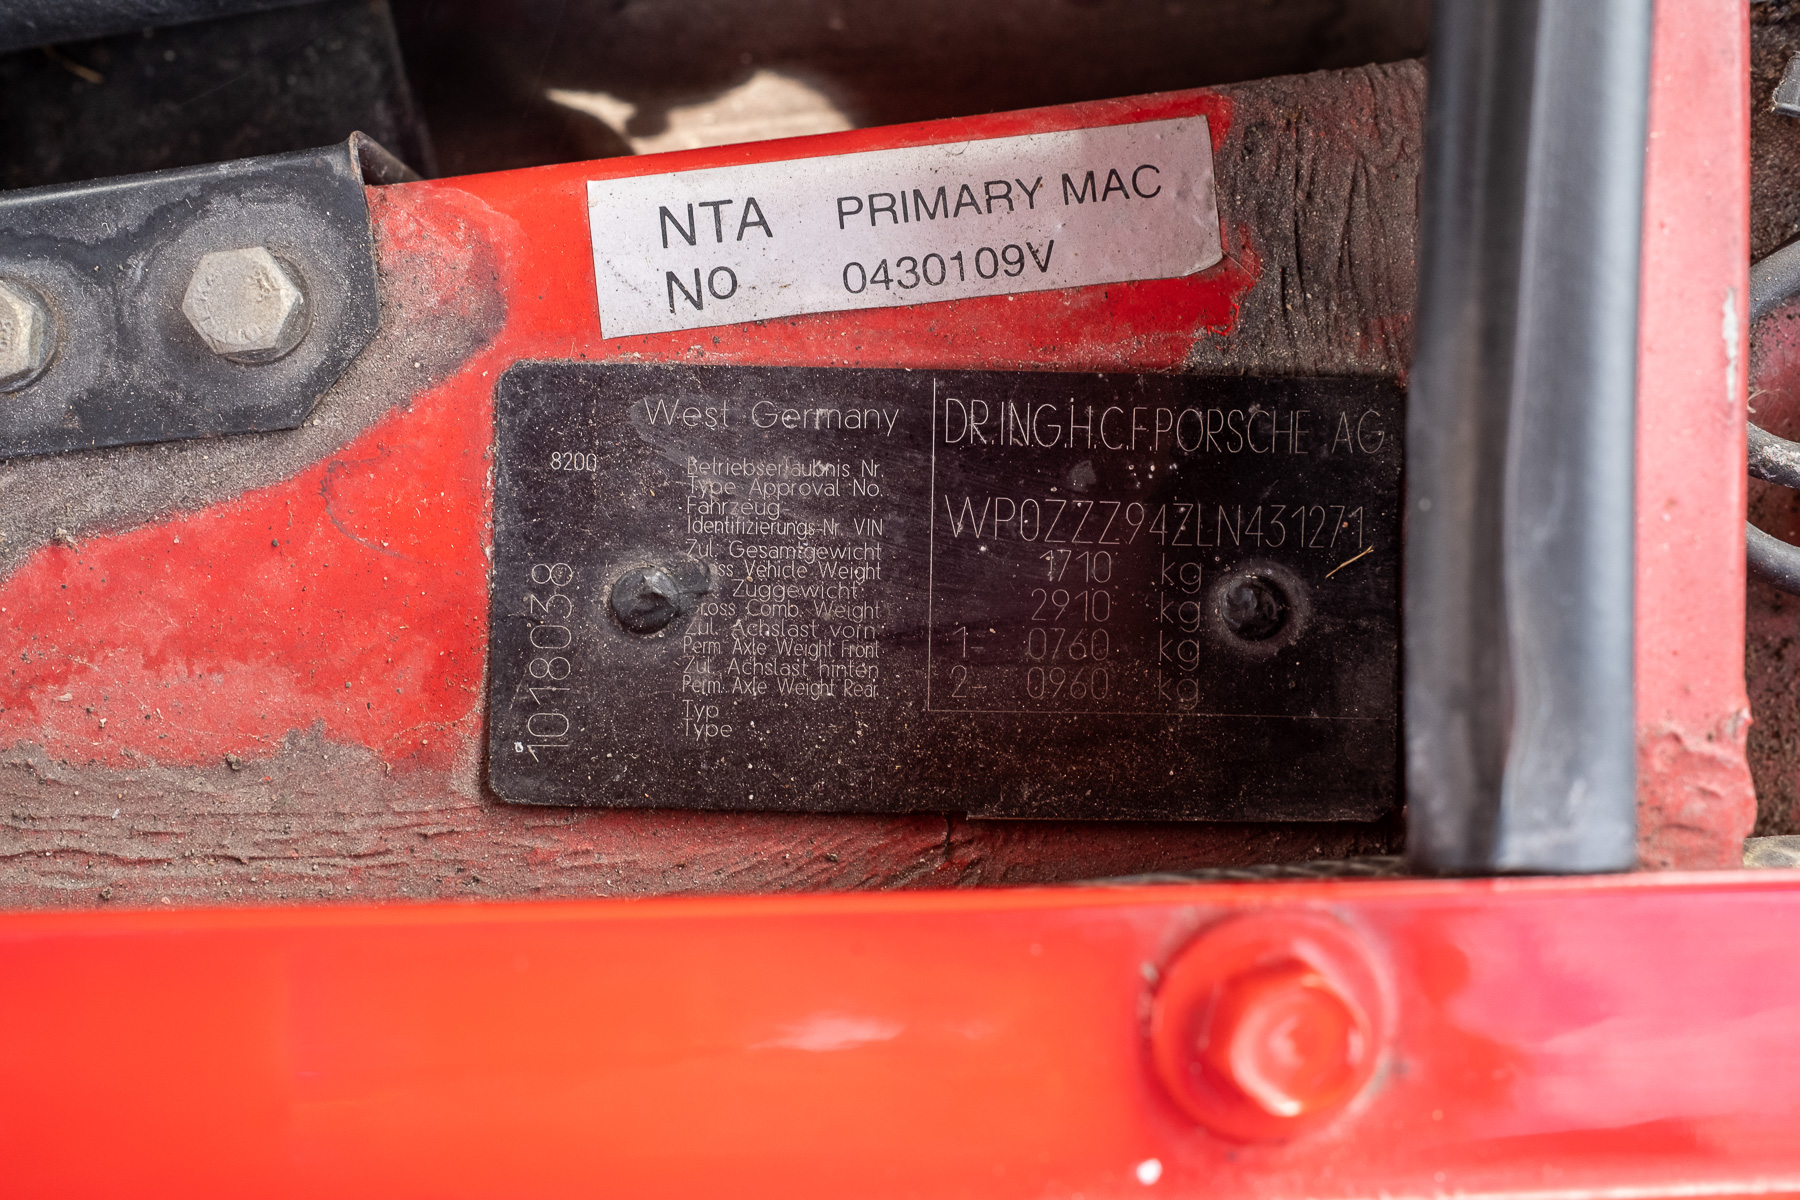 NTA PRIMARY MAC
NO 0430109V
West Germany
DR.ING.H.C.F.PORSCHE AG
8200
Betriebserlaubnis Nr.
Type Approval No.
Fahrzeug
Identifizierungs-Nr. VIN
WP0ZZZ94ZLN431271
Zul. Gesamtgewicht
Vehicle Weight
1710 kg
Zuggewicht
Comb. Weight
2910 kg
Zul. Achslast vorn
Perm. Axle Weight Front
1- 0760 kg
Zul. Achslast hinten
Perm. Axle Weight Rear
2- 0960 kg
Typ
Type
1018038